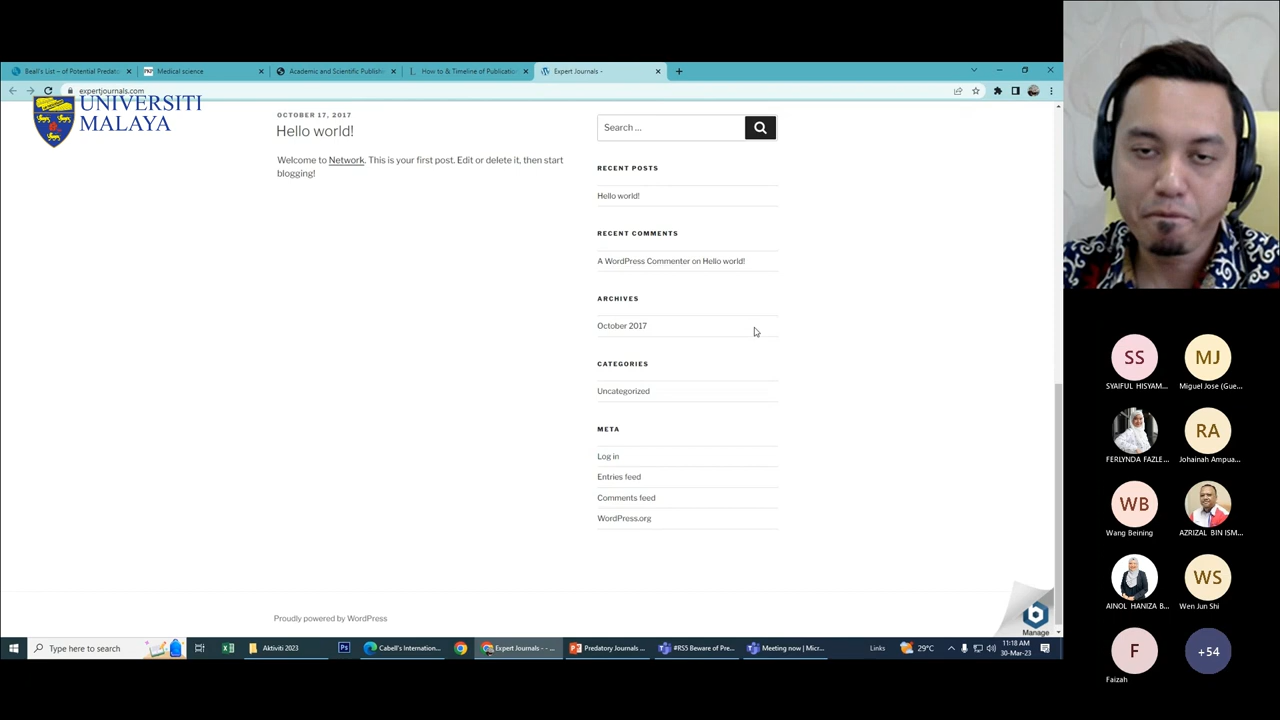 Beall's List – of Potential Predat
Medical science
Academic and Scientific Publish
How to & Timeline of Publicatio
Expert Journals -
expertjournals.com
UNIVERSITI
MALAYA
OCTOBER 17, 2017
Hello world!
Welcome to Network. This is your first post. Edit or delete it, then start
blogging!
Search …
RECENT POSTS
Hello world!
RECENT COMMENTS
A WordPress Commenter on Hello world!
ARCHIVES
October 2017
CATEGORIES
Uncategorized
META
Log in
Entries feed
Comments feed
WordPress.org
Proudly powered by WordPress
Manage
SS
SYAIFUL HISYAM...
MJ
Miguel Jose (Gue...
FERLYNDA FAZLE...
RA
Johainah Ampua...
WB
Wang Beining
AZRIZAL BIN ISM...
AINOL HANIZA B...
WS
Wen Jun Shi
F
Faizah
+54
Type here to search
Aktiviti 2023
Cabell's Internation...
Expert Journals - - ...
Predatory Journals ...
#RS5 Beware of Pre...
Meeting now | Micr...
Links
29°C
11:18 AM
30-Mar-23